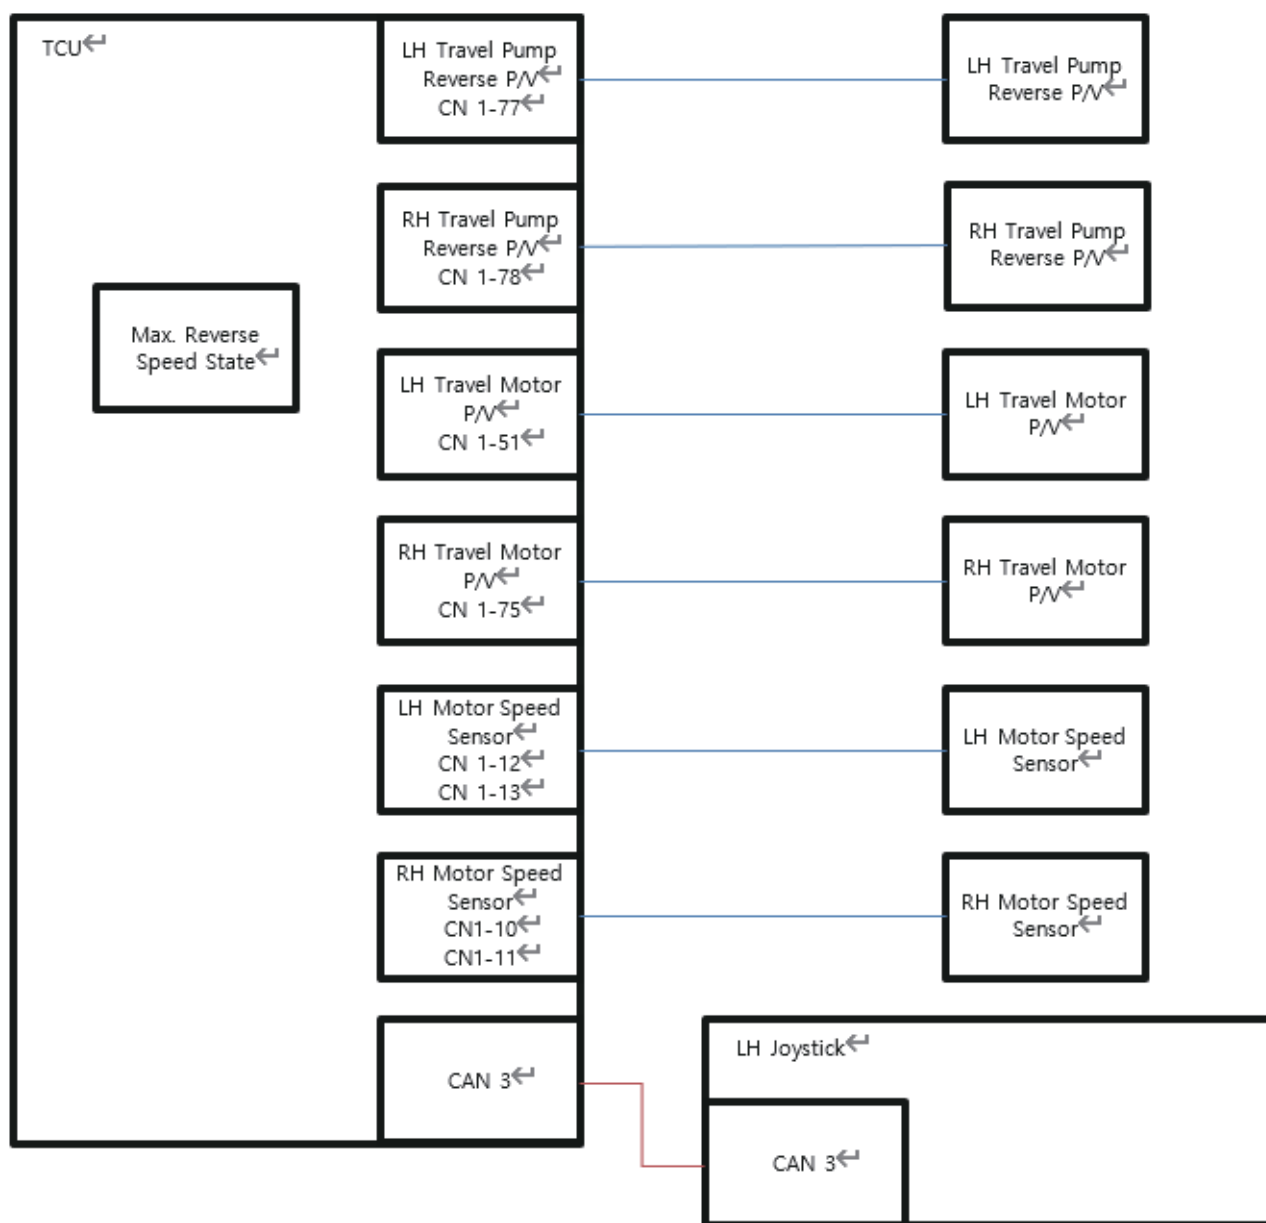 TCU
LH Travel Pump
Reverse P/V
CN 1-77
LH Travel Pump
Reverse P/V
RH Travel Pump
Reverse P/V
CN 1-78
RH Travel Pump
Reverse P/V
Max. Reverse
Speed State
LH Travel Motor
P/V
CN 1-51
LH Travel Motor
P/V
RH Travel Motor
P/V
CN 1-75
RH Travel Motor
P/V
LH Motor Speed
Sensor
CN 1-12
CN 1-13
LH Motor Speed
Sensor
RH Motor Speed
Sensor
CN1-10
CN1-11
RH Motor Speed
Sensor
CAN 3
LH Joystick
CAN 3